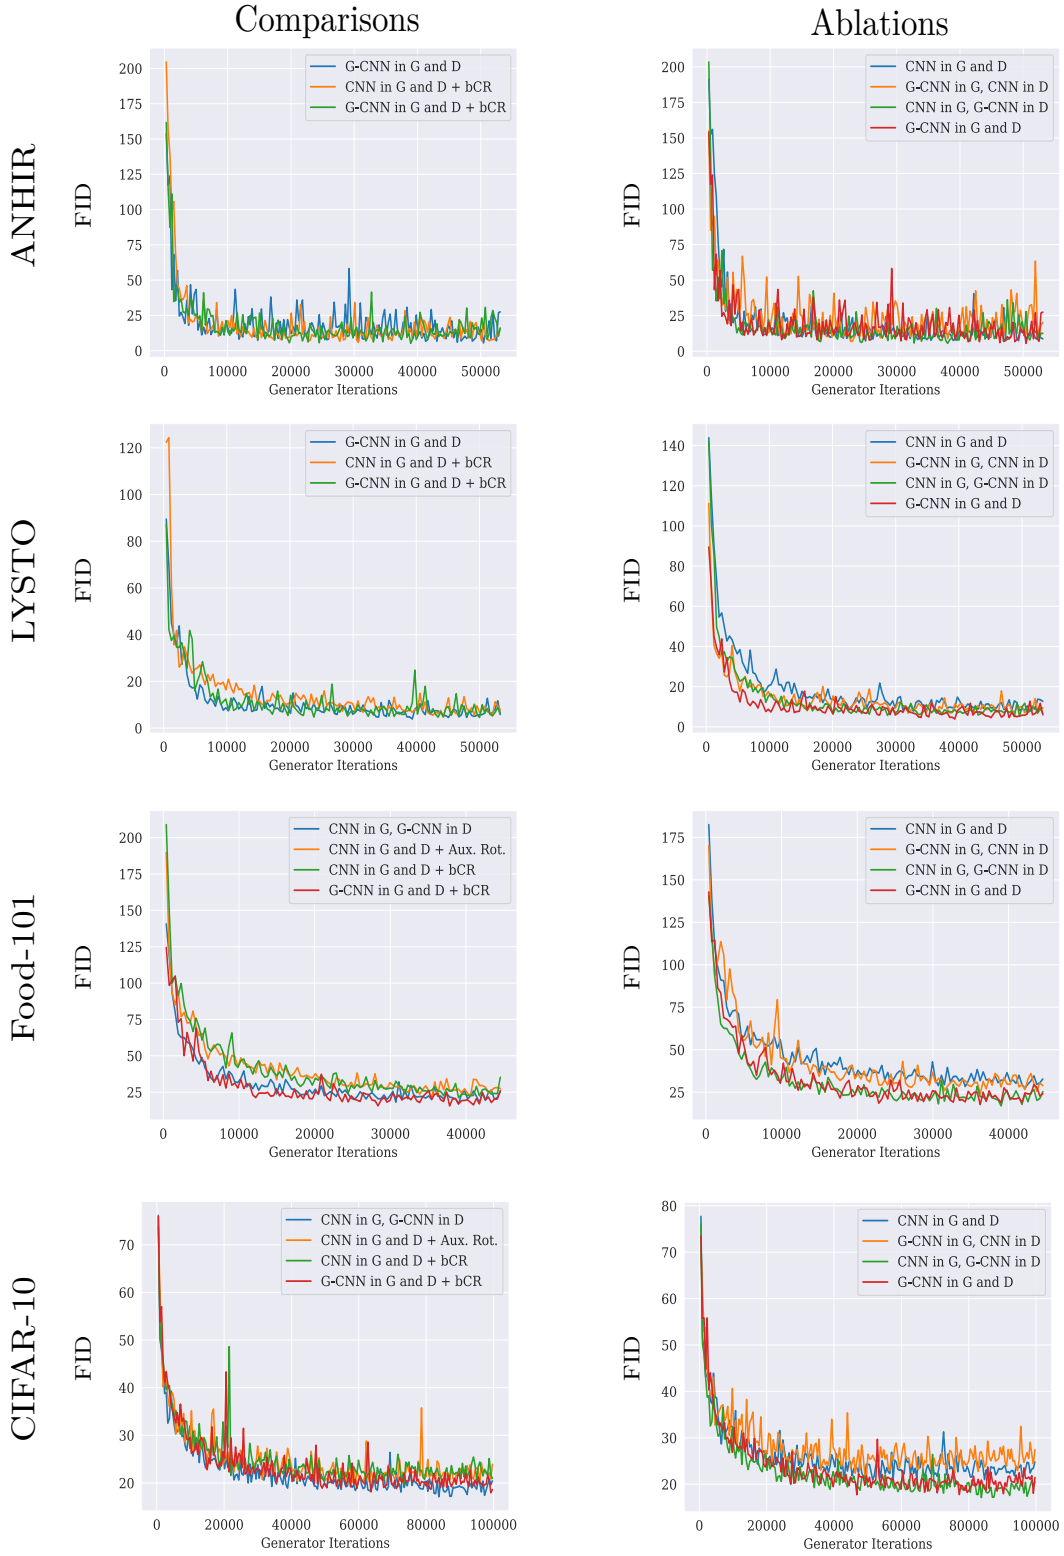 Comparisons
Ablations
ANHIR
FID
200
175
150
125
100
75
50
25
0
G-CNN in G and D
CNN in G and D + bCR
G-CNN in G and D + bCR
0 10000 20000 30000 40000 50000
Generator Iterations
FID
200
175
150
125
100
75
50
25
0
CNN in G and D
G-CNN in G, CNN in D
CNN in G, G-CNN in D
G-CNN in G and D
0 10000 20000 30000 40000 50000
Generator Iterations
LYSTO
FID
120
100
80
60
40
20
0
G-CNN in G and D
CNN in G and D + bCR
G-CNN in G and D + bCR
0 10000 20000 30000 40000 50000
Generator Iterations
FID
140
120
100
80
60
40
20
0
CNN in G and D
G-CNN in G, CNN in D
CNN in G, G-CNN in D
G-CNN in G and D
0 10000 20000 30000 40000 50000
Generator Iterations
Food-101
FID
200
175
150
125
100
75
50
25
CNN in G, G-CNN in D
CNN in G and D + Aux. Rot.
CNN in G and D + bCR
G-CNN in G and D + bCR
0 10000 20000 30000 40000
Generator Iterations
FID
175
150
125
100
75
50
25
CNN in G and D
G-CNN in G, CNN in D
CNN in G, G-CNN in D
G-CNN in G and D
0 10000 20000 30000 40000
Generator Iterations
CIFAR-10
FID
70
60
50
40
30
20
CNN in G, G-CNN in D
CNN in G and D + Aux. Rot.
CNN in G and D + bCR
G-CNN in G and D + bCR
0 20000 40000 60000 80000 100000
Generator Iterations
FID
80
70
60
50
40
30
20
CNN in G and D
G-CNN in G, CNN in D
CNN in G, G-CNN in D
G-CNN in G and D
0 20000 40000 60000 80000 100000
Generator Iterations